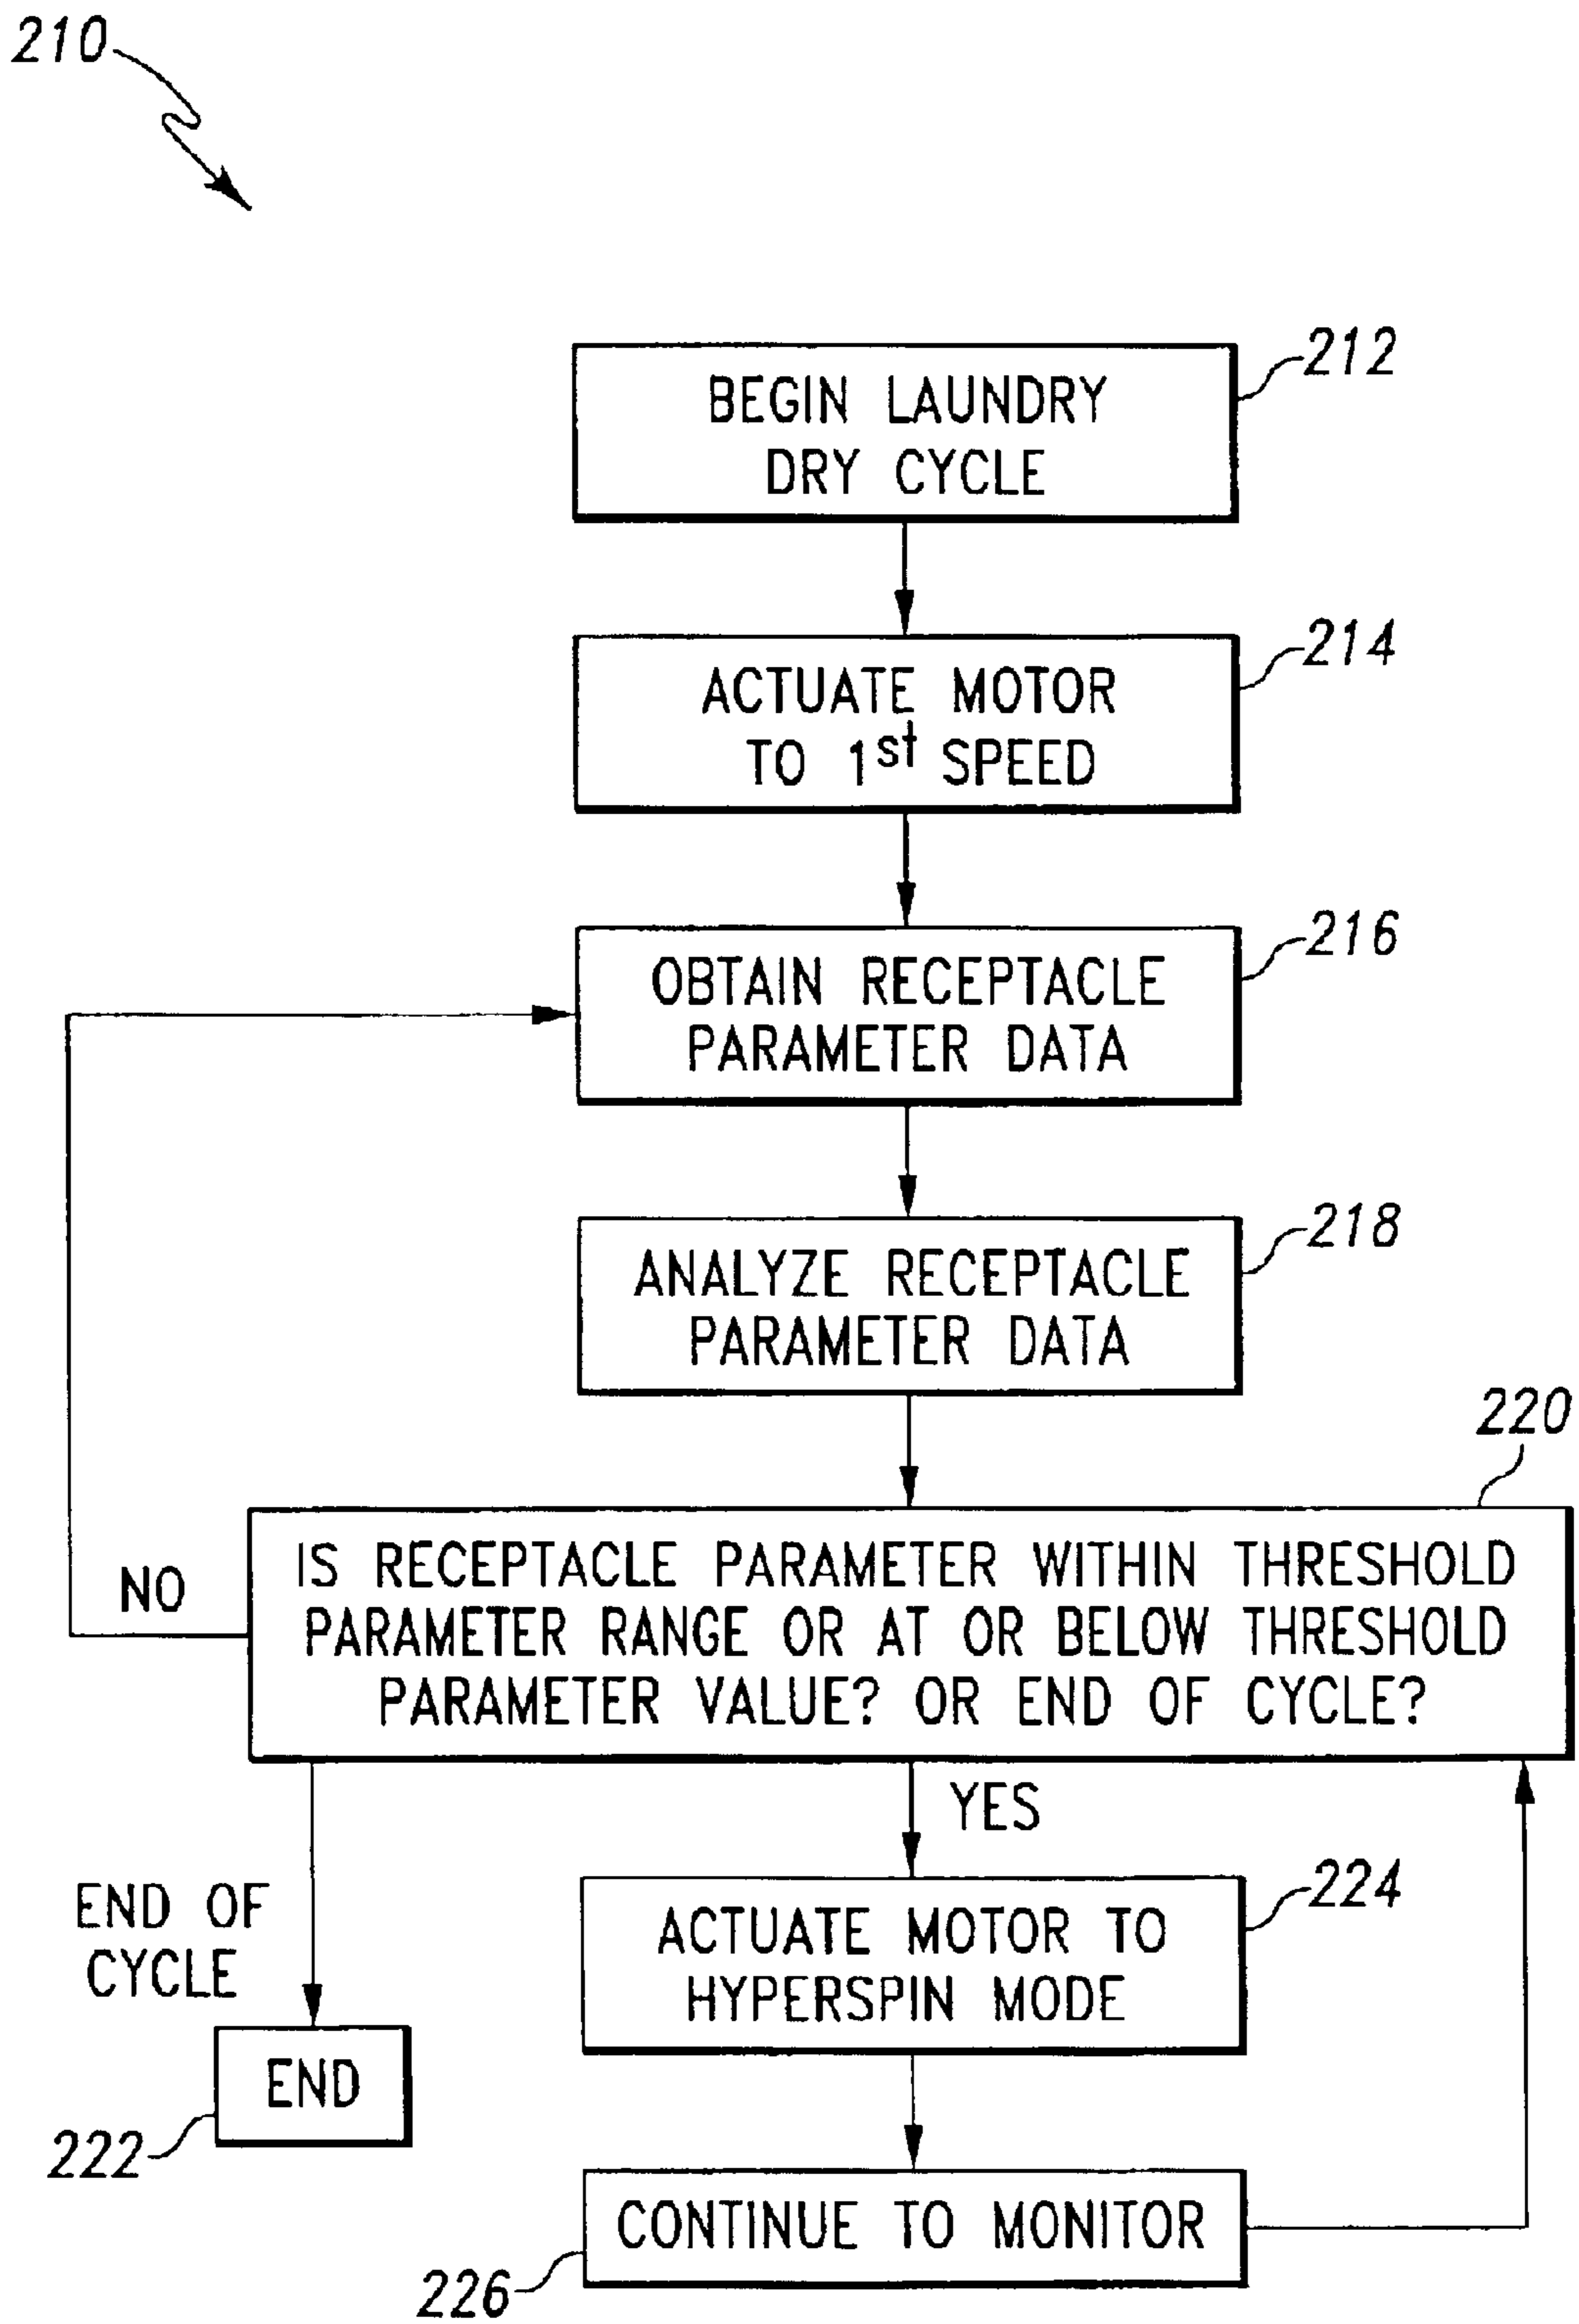 210
212
BEGIN LAUNDRY
DRY CYCLE
214
ACTUATE MOTOR
TO 1st SPEED
216
OBTAIN RECEPTACLE
PARAMETER DATA
218
ANALYZE RECEPTACLE
PARAMETER DATA
220
IS RECEPTACLE PARAMETER WITHIN THRESHOLD
PARAMETER RANGE OR AT OR BELOW THRESHOLD
PARAMETER VALUE? OR END OF CYCLE?
NO
YES
END OF
CYCLE
END
222
224
ACTUATE MOTOR TO
HYPERSPIN MODE
CONTINUE TO MONITOR
226